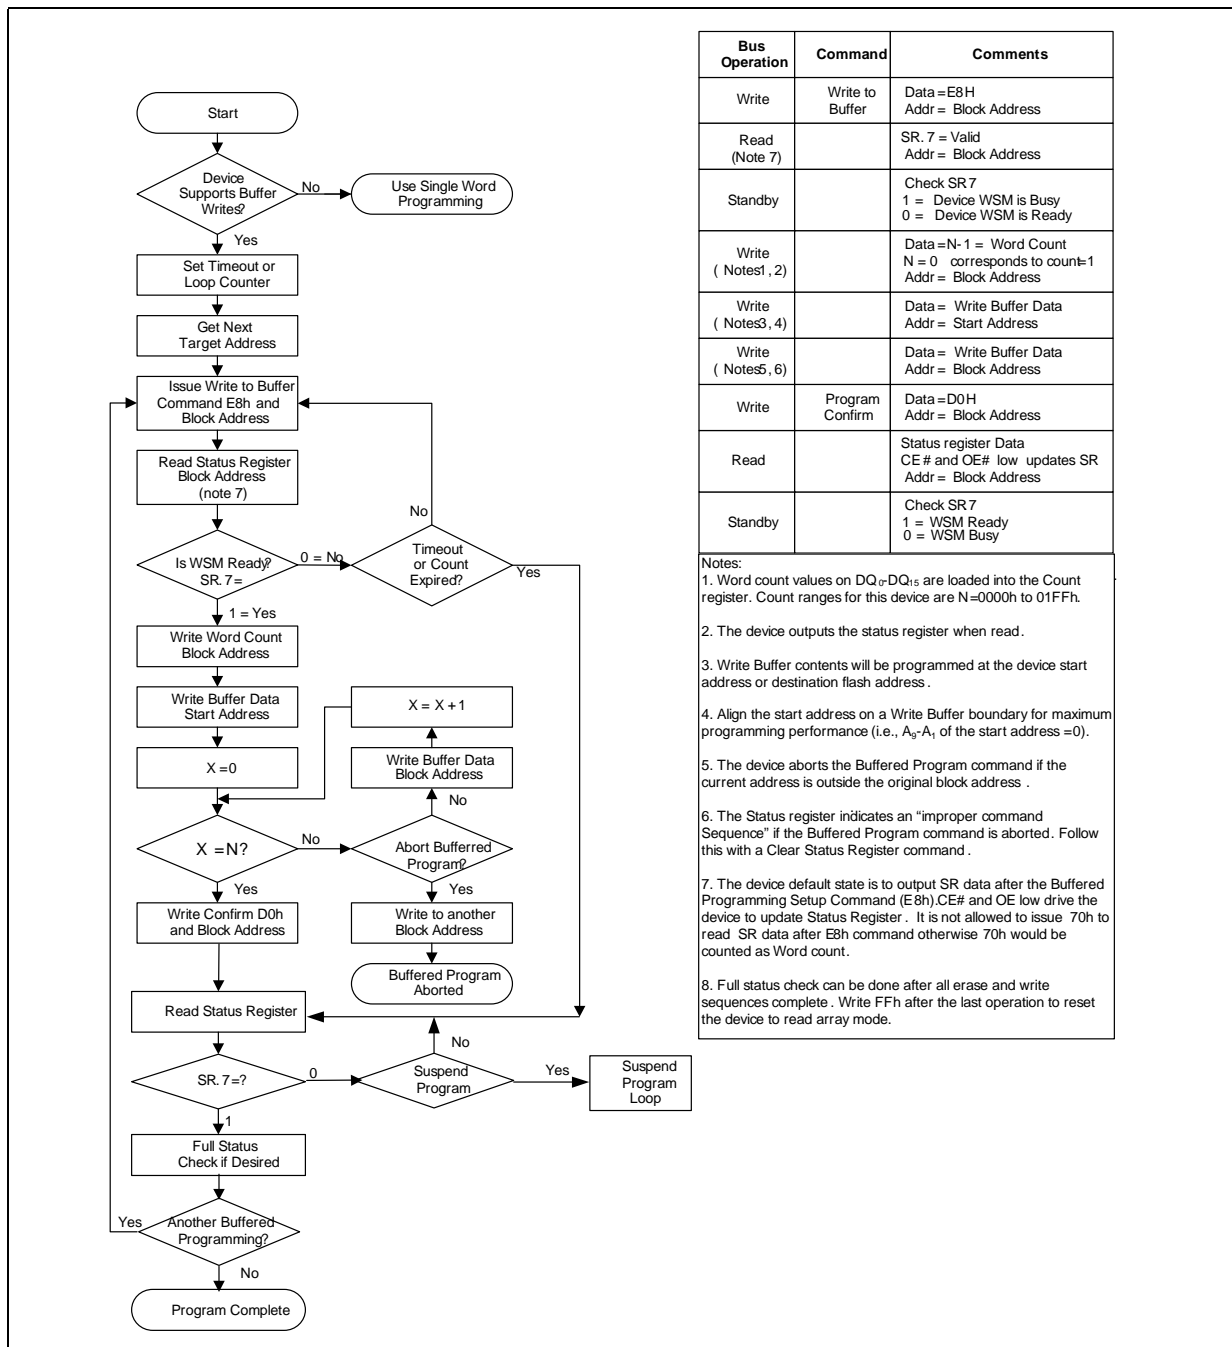 Start
Device
Supports Buffer
Writes?
No
Use Single Word
Programming
Yes
Set Timeout or
Loop Counter
Get Next
Target Address
Issue Write to Buffer
Command E8h and
Block Address
Read Status Register
Block Address
(note 7)
No
Is WSM Ready?
SR. 7=
0 = No
Timeout
or Count
Expired?
Yes
1 = Yes
Write Word Count
Block Address
Write Buffer Data
Start Address
X = X + 1
X =0
Write Buffer Data
Block Address
No
X =N?
No
Abort Bufferred
Program?
Yes
Yes
Write Confirm D0h
and Block Address
Write to another
Block Address
Buffered Program
Aborted
Read Status Register
No
SR. 7=?
0
Suspend
Program
Yes
Suspend
Program
Loop
1
Full Status
Check if Desired
Yes
Another Buffered
Programming?
No
Program Complete
Bus
Operation
Command
Comments
Write
Write to
Buffer
Data =E8H
Addr = Block Address
Read
(Note 7)
SR. 7 = Valid
Addr = Block Address
Standby
Check SR7
1 = Device WSM is Busy
0 = Device WSM is Ready
Write
( Notes1, 2)
Data =N- 1 = Word Count
N = 0 corresponds to count=1
Addr = Block Address
Write
( Notes3, 4)
Data = Write Buffer Data
Addr = Start Address
Write
( Notes5, 6)
Data = Write Buffer Data
Addr = Block Address
Write
Program
Confirm
Data =D0H
Addr = Block Address
Read
Status register Data
CE # and OE# low updates SR
Addr = Block Address
Standby
Check SR7
1 = WSM Ready
0 = WSM Busy
Notes:
1. Word count values on DQ0-DQ15 are loaded into the Count
register. Count ranges for this device are N=0000h to 01FFh.
2. The device outputs the status register when read.
3. Write Buffer contents will be programmed at the device start
address or destination flash address.
4. Align the start address on a Write Buffer boundary for maximum
programming performance (i.e., A9-A1 of the start address =0).
5. The device aborts the Buffered Program command if the
current address is outside the original block address .
6. The Status register indicates an “improper command
Sequence” if the Buffered Program command is aborted. Follow
this with a Clear Status Register command .
7. The device default state is to output SR data after the Buffered
Programming Setup Command (E8h).CE# and OE low drive the
device to update Status Register . It is not allowed to issue 70h to
read SR data after E8h command otherwise 70h would be
counted as Word count.
8. Full status check can be done after all erase and write
sequences complete . Write FFh after the last operation to reset
the device to read array mode.